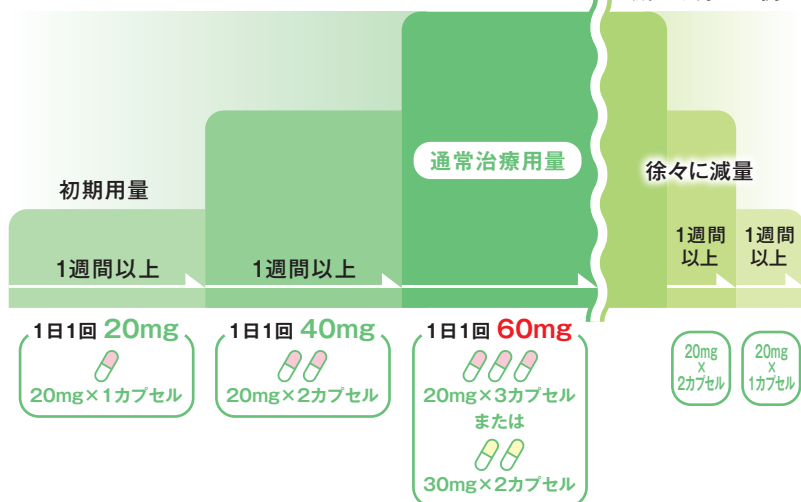 通常治療用量
徐々に減量
初期用量
1週間以上
1週間以上
1週間
以上
1週間
以上
1日1回 20mg
20mg×1カプセル
1日1回 40mg
20mg×2カプセル
1日1回 60mg
20mg×3カプセル
または
30mg×2カプセル
20mg
×
2カプセル
20mg
×
1カプセル